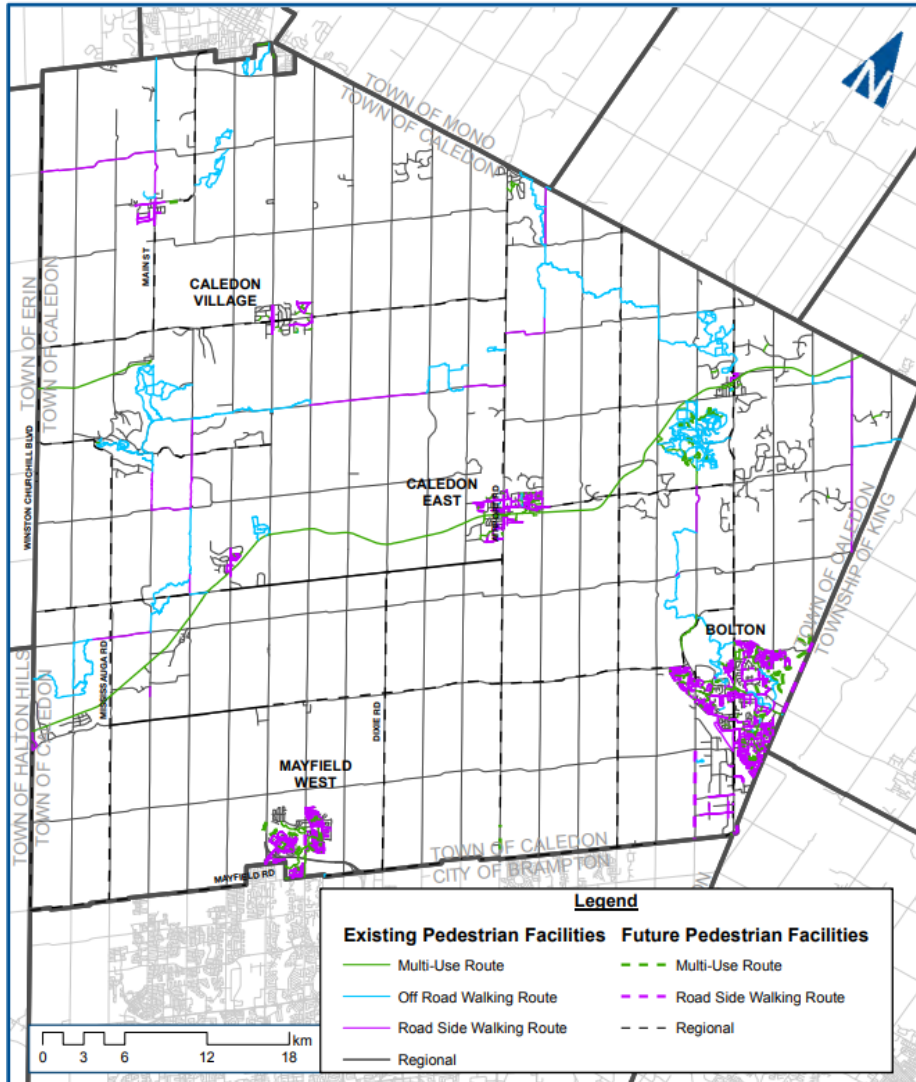 N
TOWN OF MONO
TOWN OF CALEDON
MAIN ST
CALEDON
VILLAGE
TOWN OF ERIN
TOWN OF CALEDON
WINSTON CHURCHILL BLVD
CALEDON
EAST
TOWN OF CALEDON
TOWNSHIP OF KING
BOLTON
MISSISSAUGA RD
DIXIE RD
TOWN OF HALTON HILLS
TOWN OF CALEDON
MAYFIELD
WEST
TOWN OF CALEDON
CITY OF BRAMPTON
MAYFIELD RD
Legend
Existing Pedestrian Facilities Future Pedestrian Facilities
Multi-Use Route Multi-Use Route
Off Road Walking Route Road Side Walking Route
Road Side Walking Route Regional
Regional
km
0 3 6 12 18